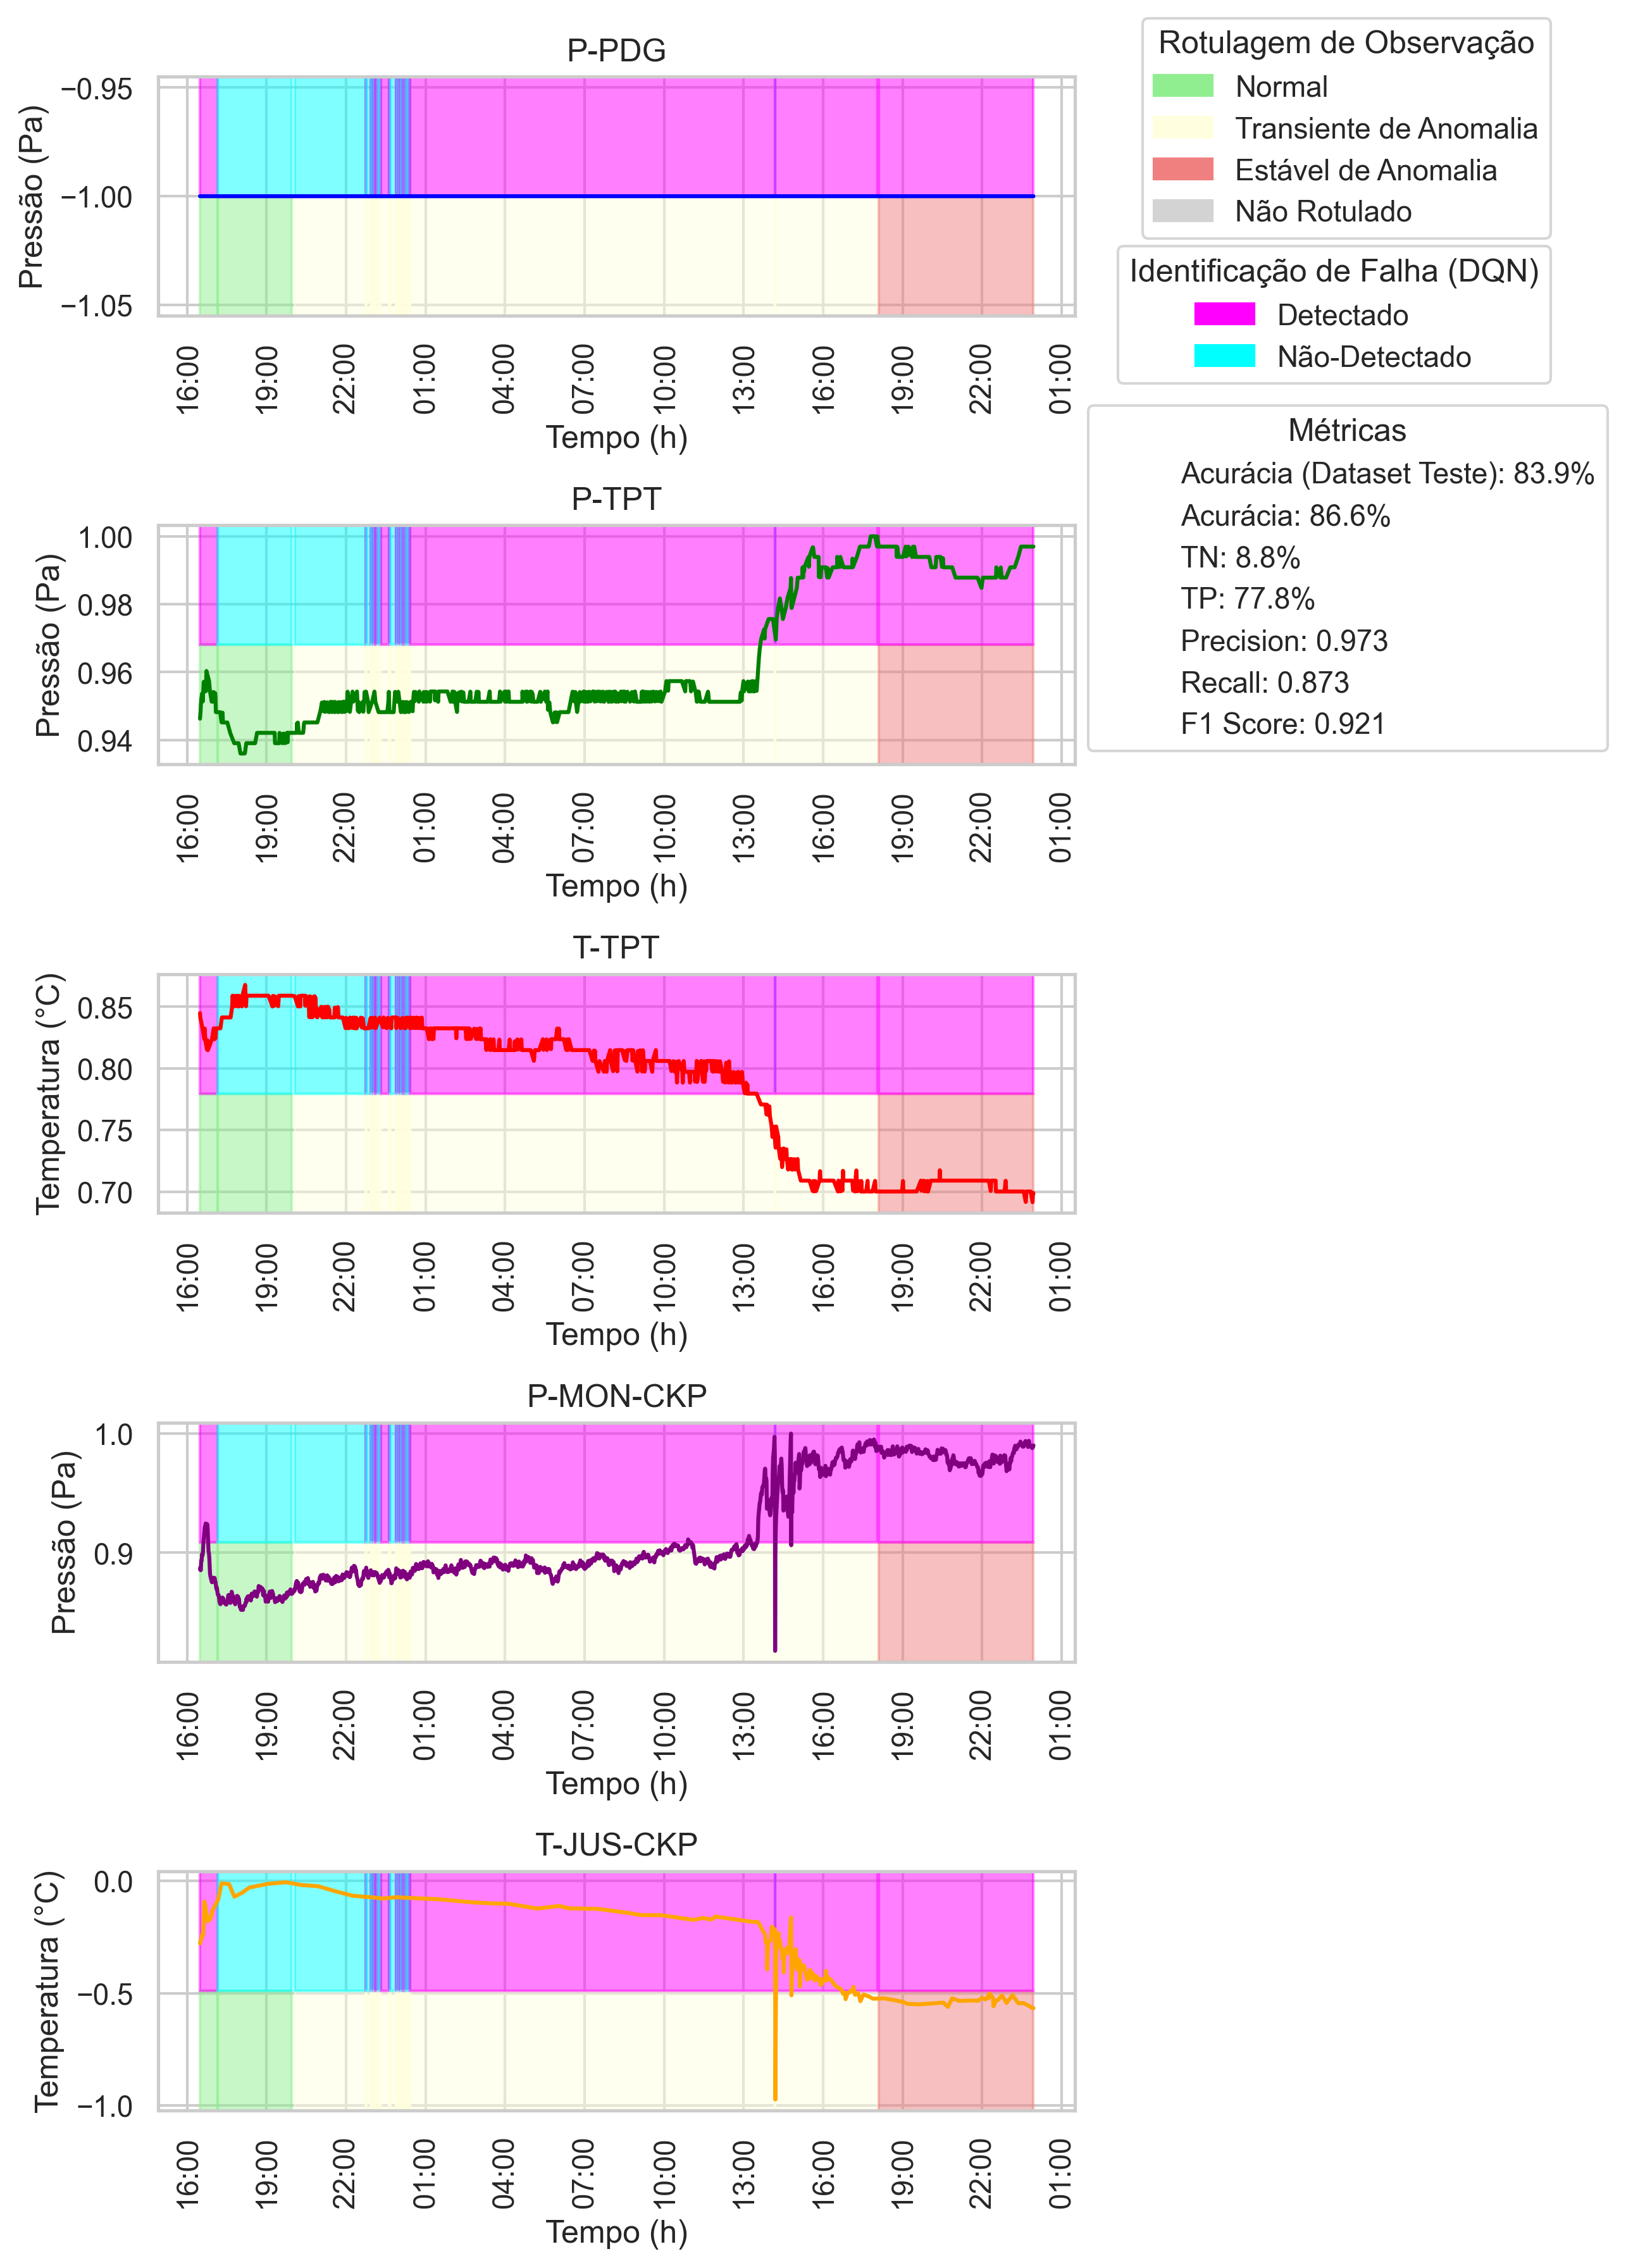 P-PDG
Pressão (Pa)
−0.95
−1.00
−1.05
16:00 19:00 22:00 01:00 04:00 07:00 10:00 13:00 16:00 19:00 22:00 01:00
Tempo (h)
Rotulagem de Observação
Normal
Transiente de Anomalia
Estável de Anomalia
Não Rotulado
Identificação de Falha (DQN)
Detectado
Não-Detectado
Métricas
Acurácia (Dataset Teste): 83.9%
Acurácia: 86.6%
TN: 8.8%
TP: 77.8%
Precision: 0.973
Recall: 0.873
F1 Score: 0.921
P-TPT
Pressão (Pa)
1.00
0.98
0.96
0.94
16:00 19:00 22:00 01:00 04:00 07:00 10:00 13:00 16:00 19:00 22:00 01:00
Tempo (h)
T-TPT
Temperatura (°C)
0.85
0.80
0.75
0.70
16:00 19:00 22:00 01:00 04:00 07:00 10:00 13:00 16:00 19:00 22:00 01:00
Tempo (h)
P-MON-CKP
Pressão (Pa)
1.0
0.9
16:00 19:00 22:00 01:00 04:00 07:00 10:00 13:00 16:00 19:00 22:00 01:00
Tempo (h)
T-JUS-CKP
Temperatura (°C)
0.0
−0.5
−1.0
16:00 19:00 22:00 01:00 04:00 07:00 10:00 13:00 16:00 19:00 22:00 01:00
Tempo (h)